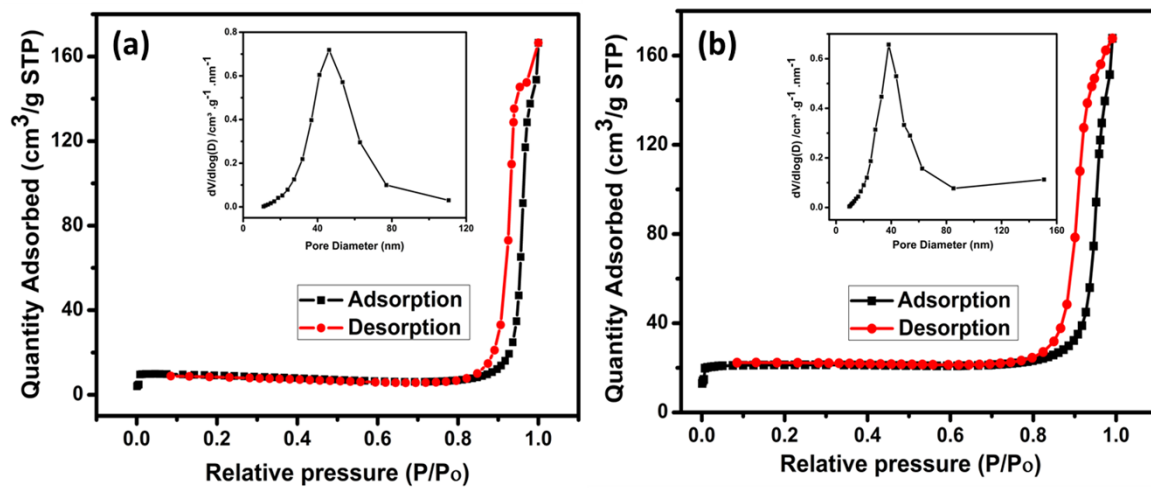 (a)
Quantity Adsorbed (cm³/g STP)
160
120
80
40
0
0.0 0.2 0.4 0.6 0.8 1.0
Relative pressure (P/Po)
Adsorption
Desorption
dV/dlog(D) /cm³ .g⁻¹ .nm⁻¹
0.8
0.6
0.4
0.2
0.0
0 40 80 120
Pore Diameter (nm)
(b)
Quantity Adsorbed (cm³/g STP)
160
120
80
40
0
0.0 0.2 0.4 0.6 0.8 1.0
Relative pressure (P/Po)
Adsorption
Desorption
dV/dlog(D) /cm³ .g⁻¹ .nm⁻¹
0.6
0.4
0.2
0.0
0 40 80 120 160
Pore Diameter (nm)